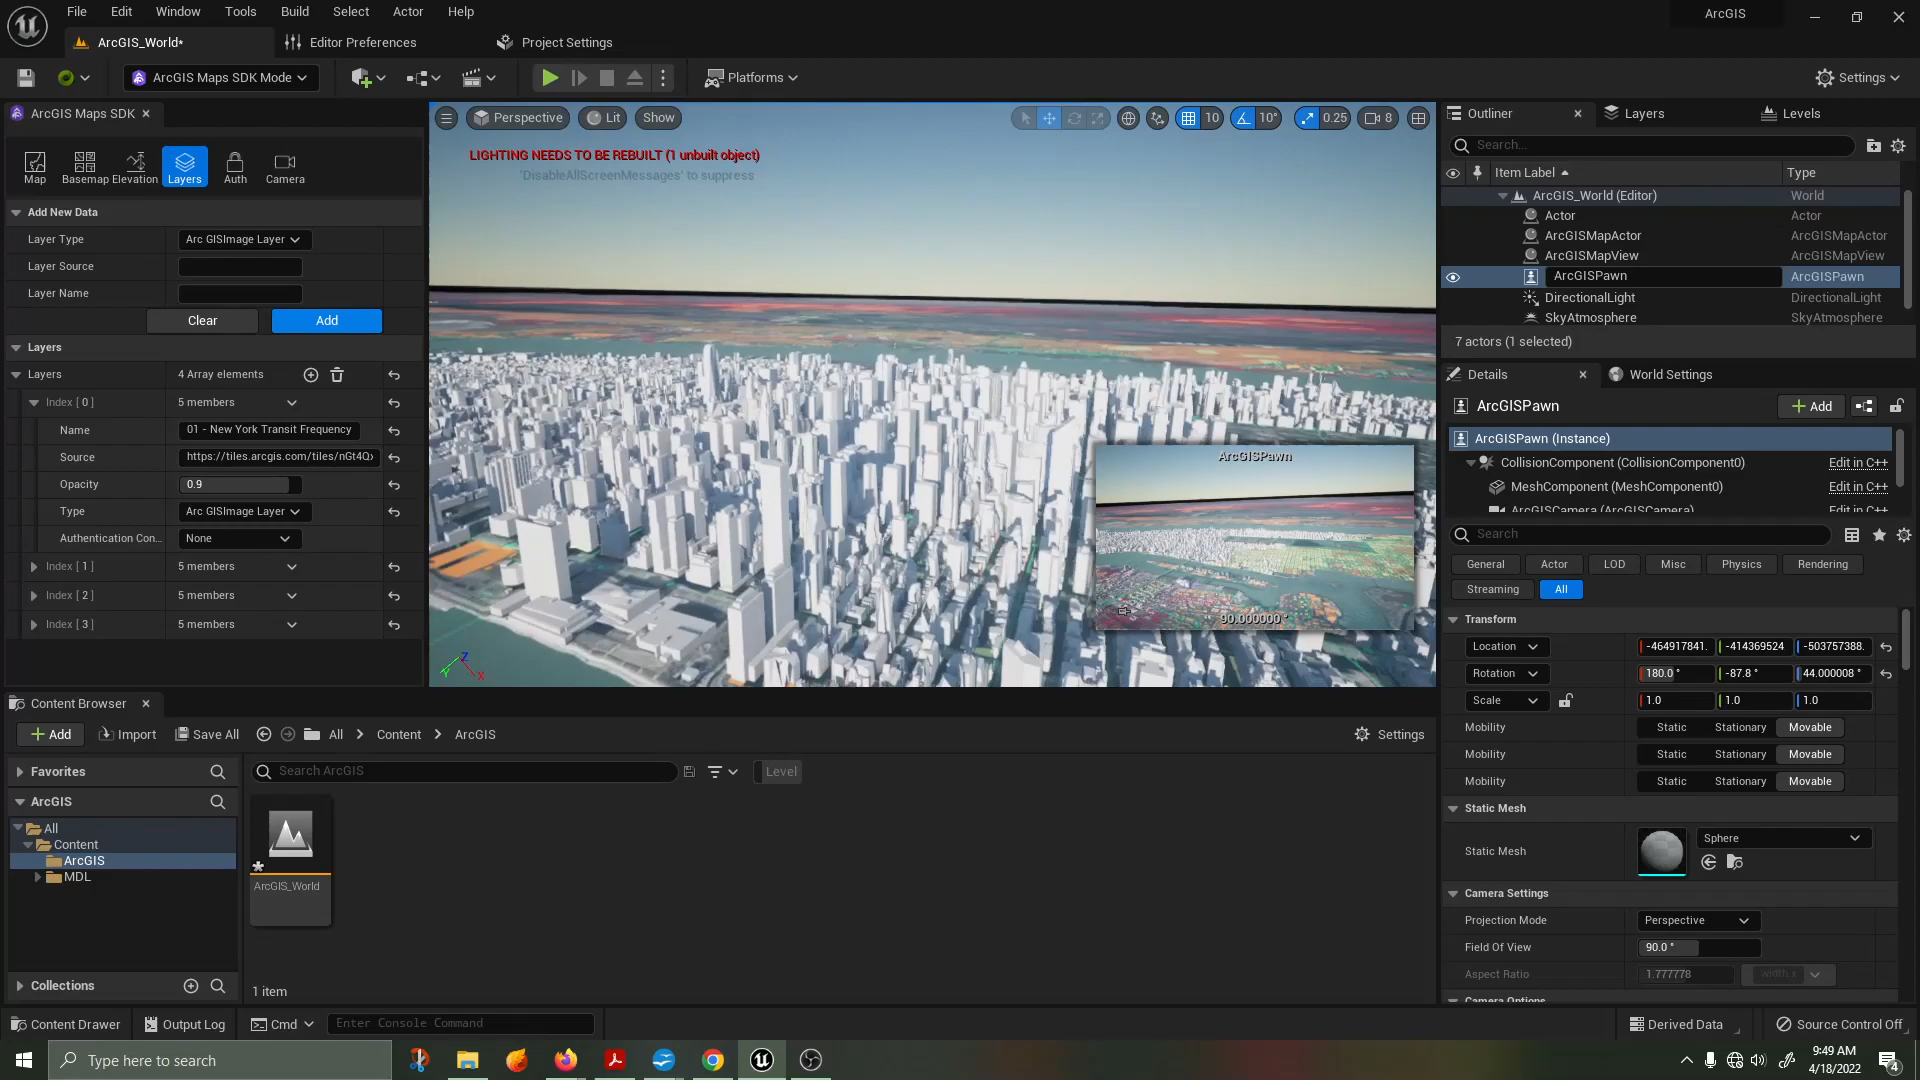 File Edit Window Tools Build Select Actor Help
ArcGIS
ArcGIS_World*
Editor Preferences
Project Settings
ArcGIS Maps SDK Mode
Platforms
Settings
ArcGIS Maps SDK
Map
Basemap
Elevation
Layers
Auth
Camera
Add New Data
Layer Type
Arc GISImage Layer
Layer Source
Layer Name
Clear
Add
Layers
Layers
4 Array elements
Index [ 0 ]
5 members
Name
01 - New York Transit Frequency
Source
https://tiles.arcgis.com/tiles/nGt4Qx
Opacity
0.9
Type
Arc GISImage Layer
Authentication Con...
None
Index [ 1 ]
5 members
Index [ 2 ]
5 members
Index [ 3 ]
5 members
Perspective
Lit
Show
10
10°
0.25
8
LIGHTING NEEDS TO BE REBUILT (1 unbuilt object)
'DisableAllScreenMessages' to suppress
ArcGISPawn
90.000000 °
Z
Y
X
Outliner
Layers
Levels
Search...
Item Label
Type
ArcGIS_World (Editor)
World
Actor
Actor
ArcGISMapActor
ArcGISMapActor
ArcGISMapView
ArcGISMapView
ArcGISPawn
ArcGISPawn
DirectionalLight
DirectionalLight
SkyAtmosphere
SkyAtmosphere
7 actors (1 selected)
Details
World Settings
ArcGISPawn
Add
ArcGISPawn (Instance)
CollisionComponent (CollisionComponent0)
Edit in C++
MeshComponent (MeshComponent0)
Edit in C++
ArcGISCamera (ArcGISCamera)
Edit in C++
Search
General
Actor
LOD
Misc
Physics
Rendering
Streaming
All
Transform
Location
-464917841.
-414369524
-503757388.
Rotation
180.0 °
-87.8 °
44.000008 °
Scale
1.0
1.0
1.0
Mobility
Static
Stationary
Movable
Mobility
Static
Stationary
Movable
Mobility
Static
Stationary
Movable
Static Mesh
Static Mesh
Sphere
Camera Settings
Projection Mode
Perspective
Field Of View
90.0 °
Aspect Ratio
1.777778
width x
Camera Options
Content Browser
Add
Import
Save All
All
Content
ArcGIS
Settings
Favorites
Search ArcGIS
Level
ArcGIS
All
Content
ArcGIS
MDL
ArcGIS_World
Collections
1 item
Content Drawer
Output Log
Cmd
Enter Console Command
Derived Data
Source Control Off
Type here to search
9:49 AM
4/18/2022
4